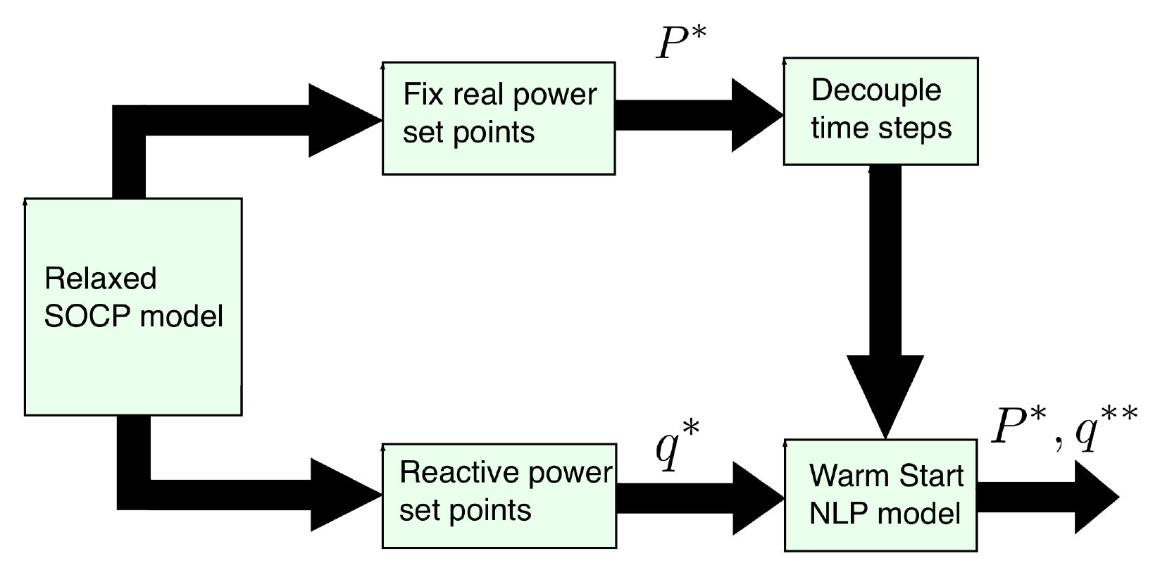 P*
Fix real power
set points
Decouple
time steps
Relaxed
SOCP model
q*
P*, q**
Reactive power
set points
Warm Start
NLP model